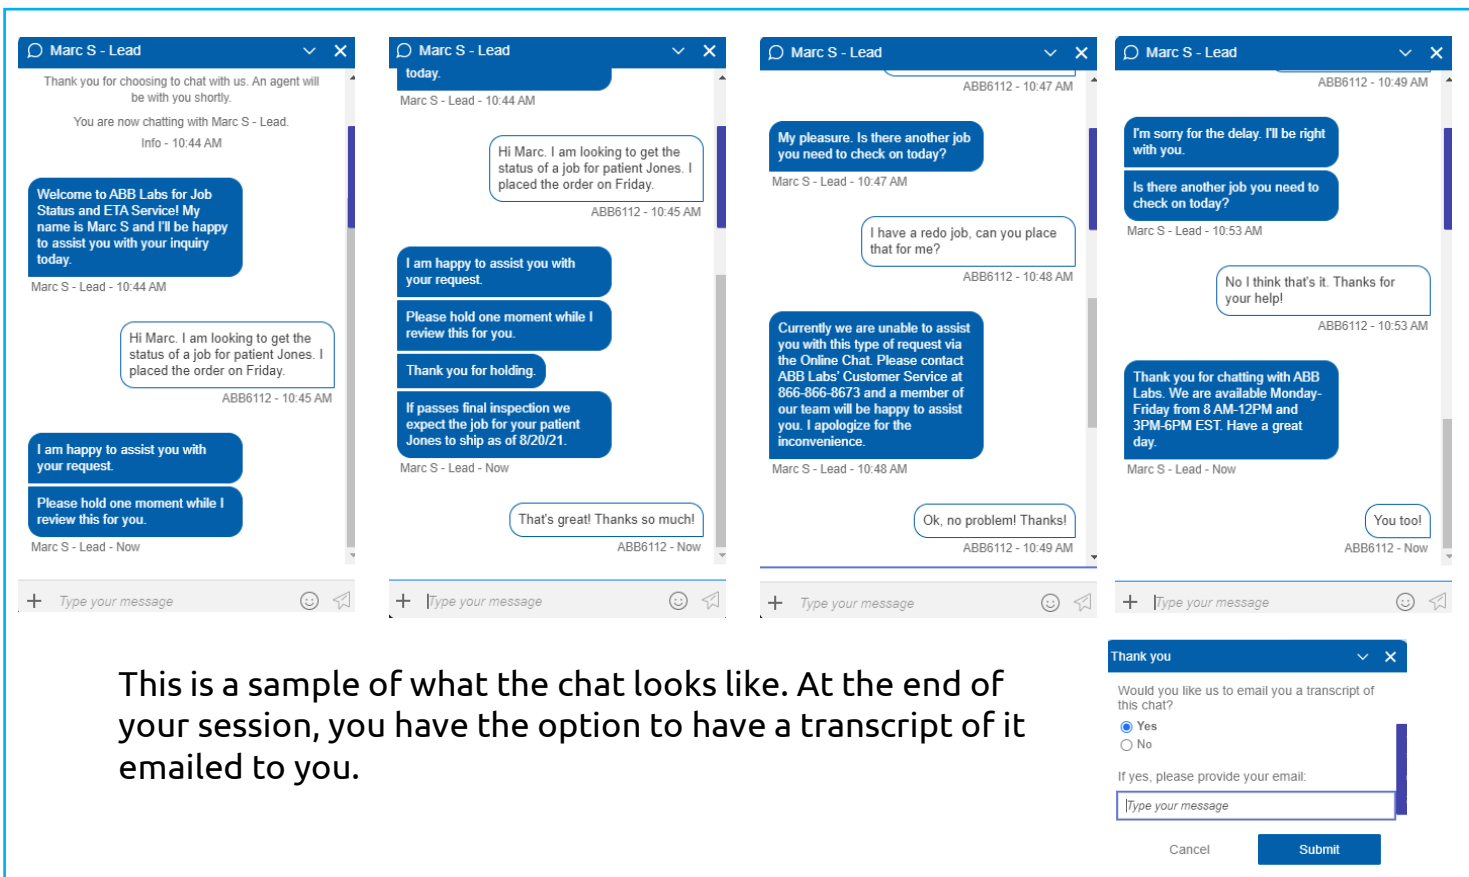 Marc S - Lead
Thank you for choosing to chat with us. An agent will
be with you shortly.
You are now chatting with Marc S - Lead.
Info - 10:44 AM
Welcome to ABB Labs for Job
Status and ETA Service! My
name is Marc S and I'll be happy
to assist you with your inquiry
today.
Marc S - Lead - 10:44 AM
Hi Marc. I am looking to get the
status of a job for patient Jones. I
placed the order on Friday.
ABB6112 - 10:45 AM
I am happy to assist you with
your request.
Please hold one moment while I
review this for you.
Marc S - Lead - Now
Type your message
Marc S - Lead
today.
Marc S - Lead - 10:44 AM
Hi Marc. I am looking to get the
status of a job for patient Jones. I
placed the order on Friday.
ABB6112 - 10:45 AM
I am happy to assist you with
your request.
Please hold one moment while I
review this for you.
Thank you for holding.
If passes final inspection we
expect the job for your patient
Jones to ship as of 8/20/21.
Marc S - Lead - Now
That's great! Thanks so much!
ABB6112 - Now
Type your message
Marc S - Lead
ABB6112 - 10:47 AM
My pleasure. Is there another job
you need to check on today?
Marc S - Lead - 10:47 AM
I have a redo job, can you place
that for me?
ABB6112 - 10:48 AM
Currently we are unable to assist
you with this type of request via
the Online Chat. Please contact
ABB Labs' Customer Service at
866-866-8673 and a member of
our team will be happy to assist
you. I apologize for the
inconvenience.
Marc S - Lead - 10:48 AM
Ok, no problem! Thanks!
ABB6112 - 10:49 AM
Type your message
Marc S - Lead
ABB6112 - 10:49 AM
I'm sorry for the delay. I'll be right
with you.
Is there another job you need to
check on today?
Marc S - Lead - 10:53 AM
No I think that's it. Thanks for
your help!
ABB6112 - 10:53 AM
Thank you for chatting with ABB
Labs. We are available Monday-
Friday from 8 AM-12PM and
3PM-6PM EST. Have a great
day.
Marc S - Lead - Now
You too!
ABB6112 - Now
Type your message
This is a sample of what the chat looks like. At the end of
your session, you have the option to have a transcript of it
emailed to you.
Thank you
Would you like us to email you a transcript of
this chat?
Yes
No
If yes, please provide your email:
Type your message
Cancel
Submit